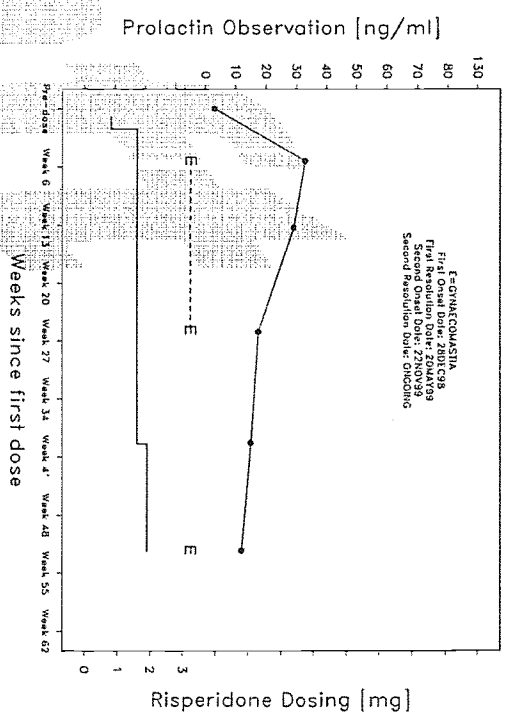 Prolactin Observation [ng/ml]
0 10 20 30 40 50 60 70 80 130
E=GYNAECOMASTIA
First Onset Date: 28DEC98
First Resolution Date: 20MAY99
Second Onset Date: 22NOV99
Second Resolution Date: ONGOING
E E
E
Pre-dose Week 6 Week 13 Week 20 Week 27 Week 34 Week 4' Week 48 Week 55 Week 62
Weeks since first dose
0 1 2 3
Risperidone Dosing [mg]